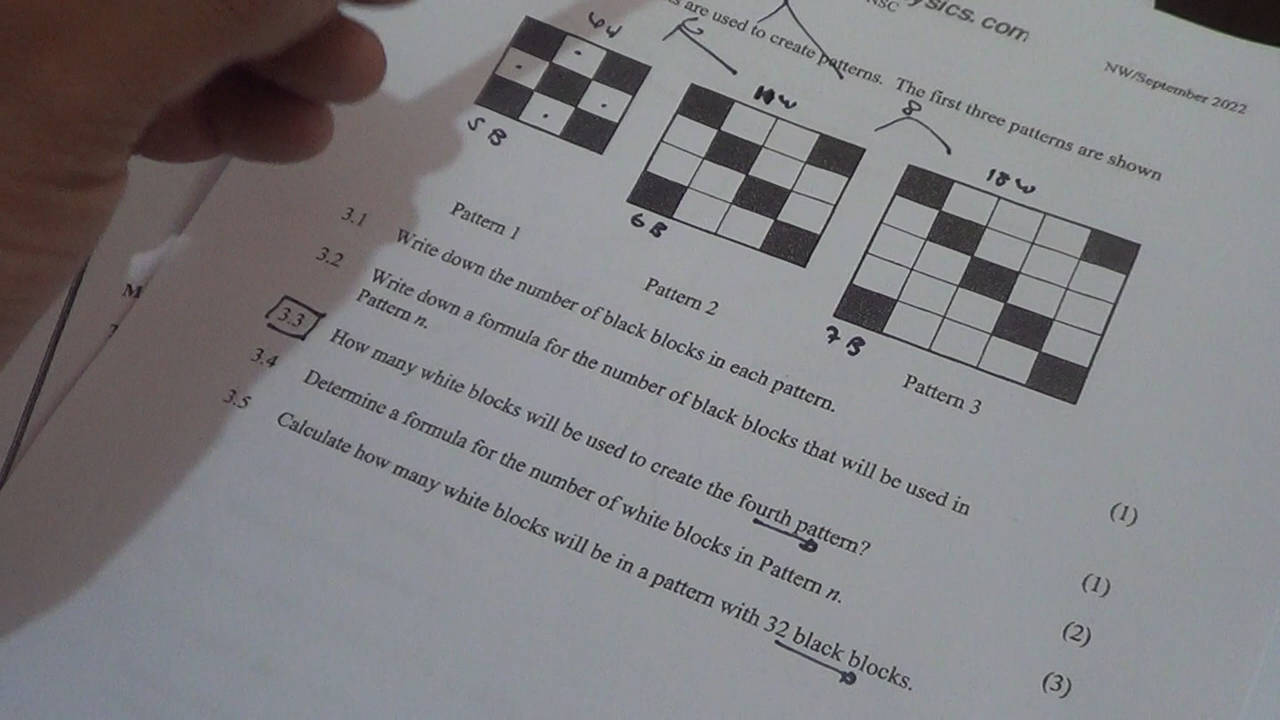 ysics.com
NSC
NW/September 2022
are used to create patterns. The first three patterns are shown
4W
10W
8
18W
5B
6B
7B
Pattern 1
Pattern 2
Pattern 3
3.1 Write down the number of black blocks in each pattern. (1)
3.2 Write down a formula for the number of black blocks that will be used in
Pattern n. (1)
3.3 How many white blocks will be used to create the fourth pattern? (2)
3.4 Determine a formula for the number of white blocks in Pattern n. (3)
3.5 Calculate how many white blocks will be in a pattern with 32 black blocks.
M